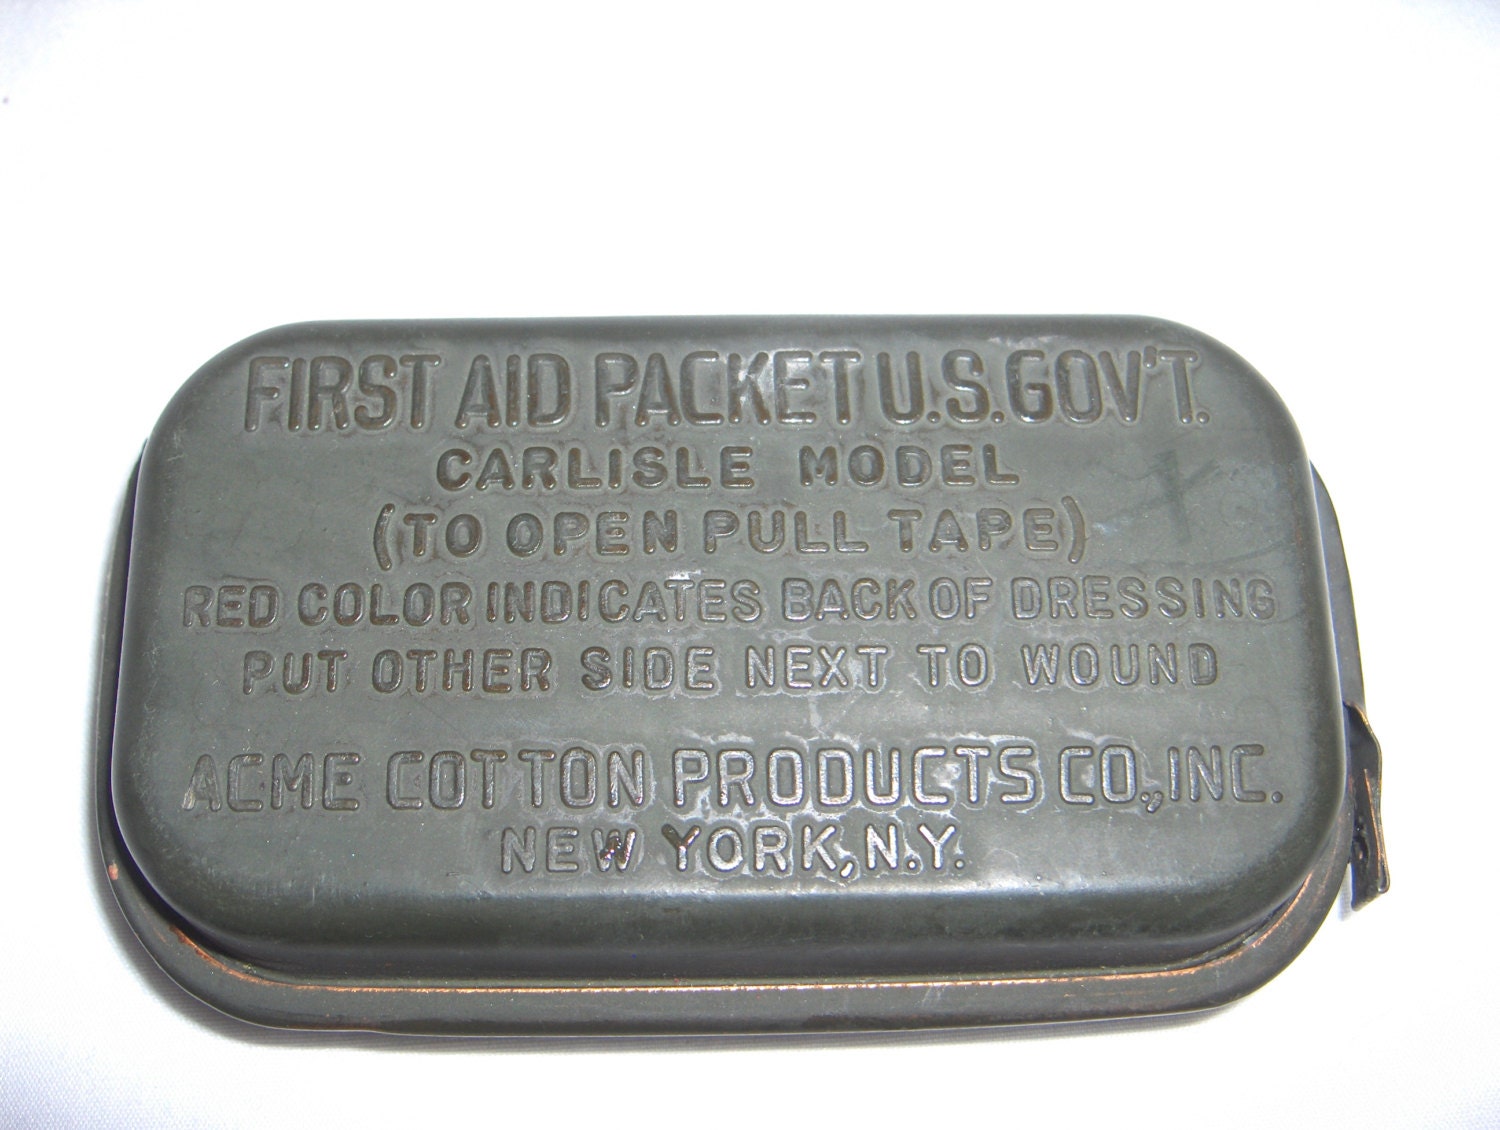 FIRST AID PACKET U.S. GOV'T.
CARLISLE MODEL
(TO OPEN PULL TAPE)
RED COLOR INDICATES BACK OF DRESSING
PUT OTHER SIDE NEXT TO WOUND
ACME COTTON PRODUCTS CO., INC.
NEW YORK, N.Y.